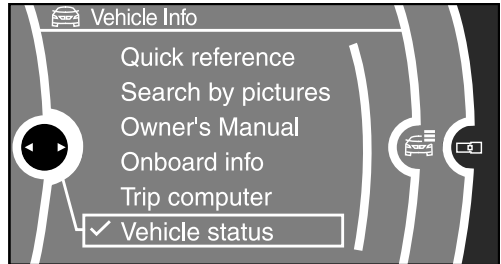 Vehicle Info
Quick reference
Search by pictures
Owner's Manual
Onboard info
Trip computer
Vehicle status